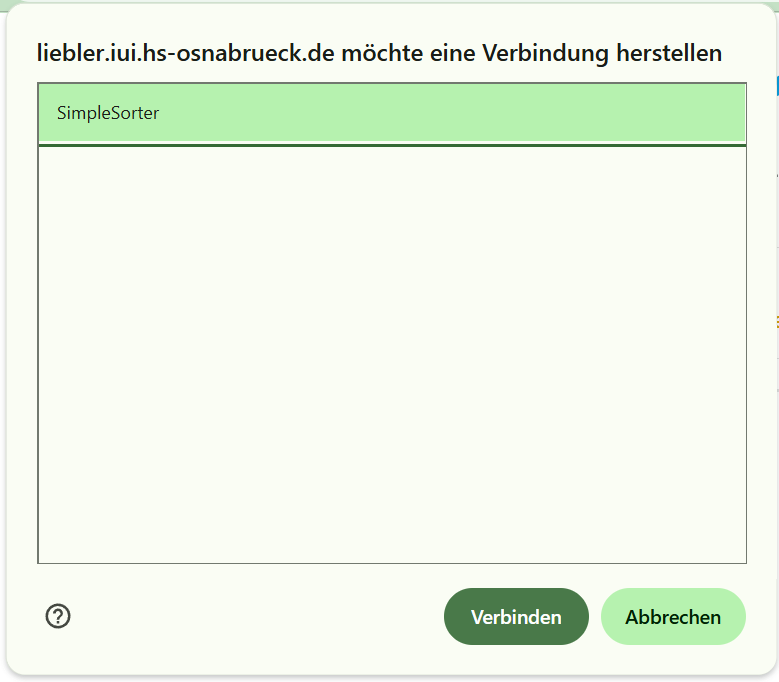 liebler.iui.hs-osnabrueck.de möchte eine Verbindung herstellen
SimpleSorter
Verbinden
Abbrechen